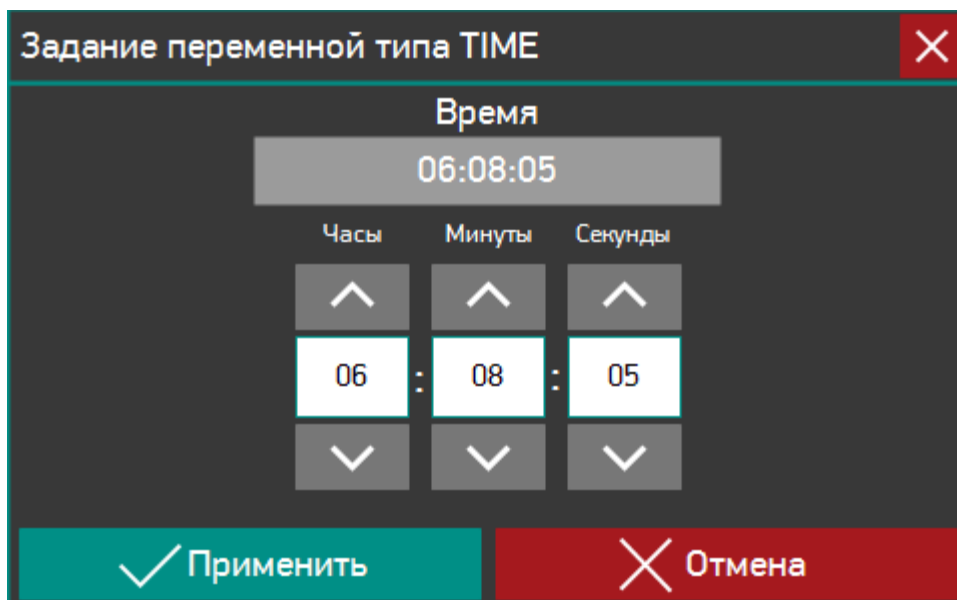 Задание переменной типа TIME
Время
06:08:05
Часы Минуты Секунды
06 : 08 : 05
Применить Отмена